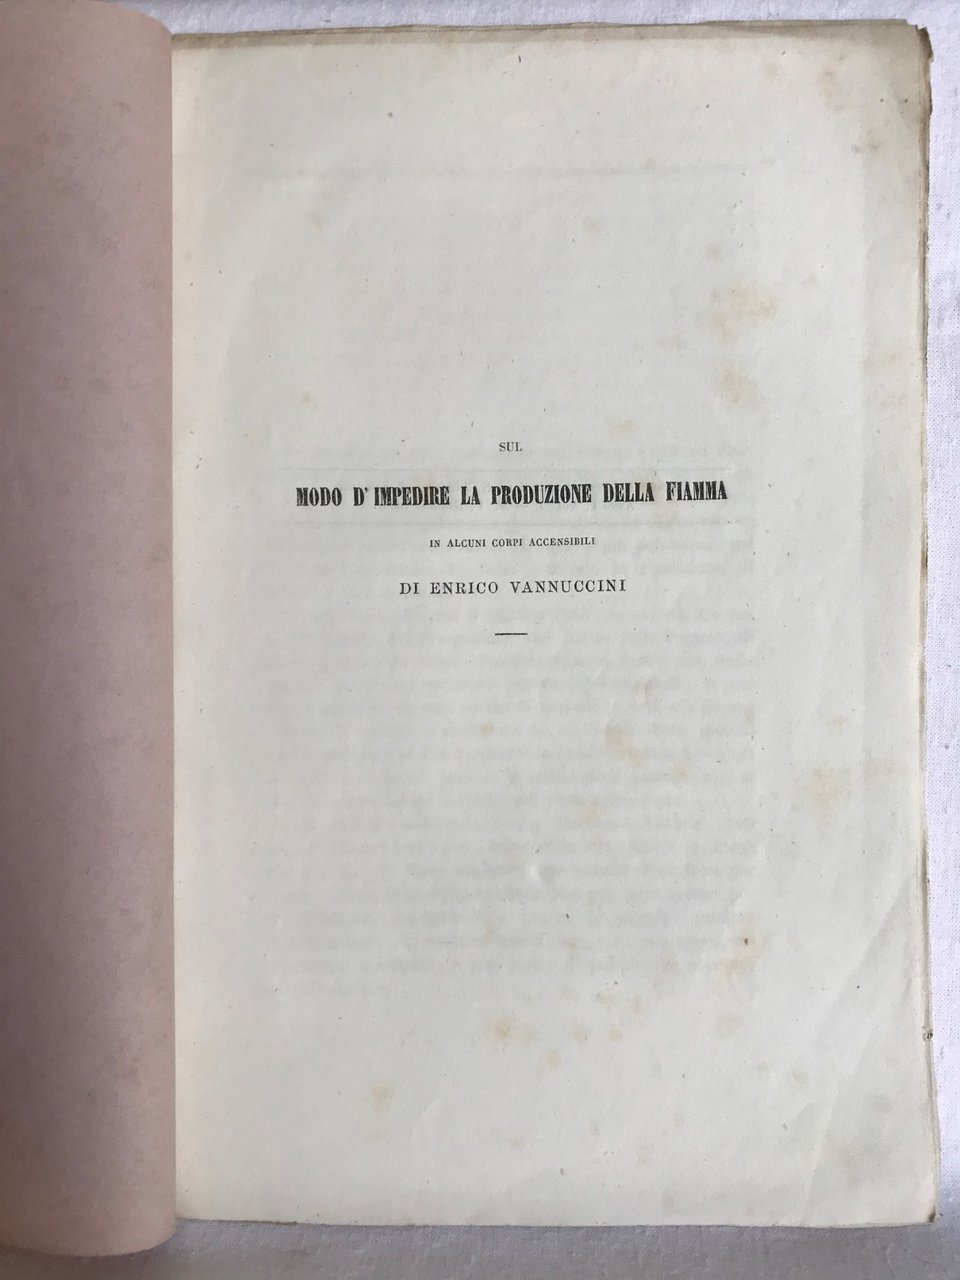 SUL
MODO D' IMPEDIRE LA PRODUZIONE DELLA FIAMMA
IN ALCUNI CORPI ACCENSIBILI
DI ENRICO VANNUCCINI